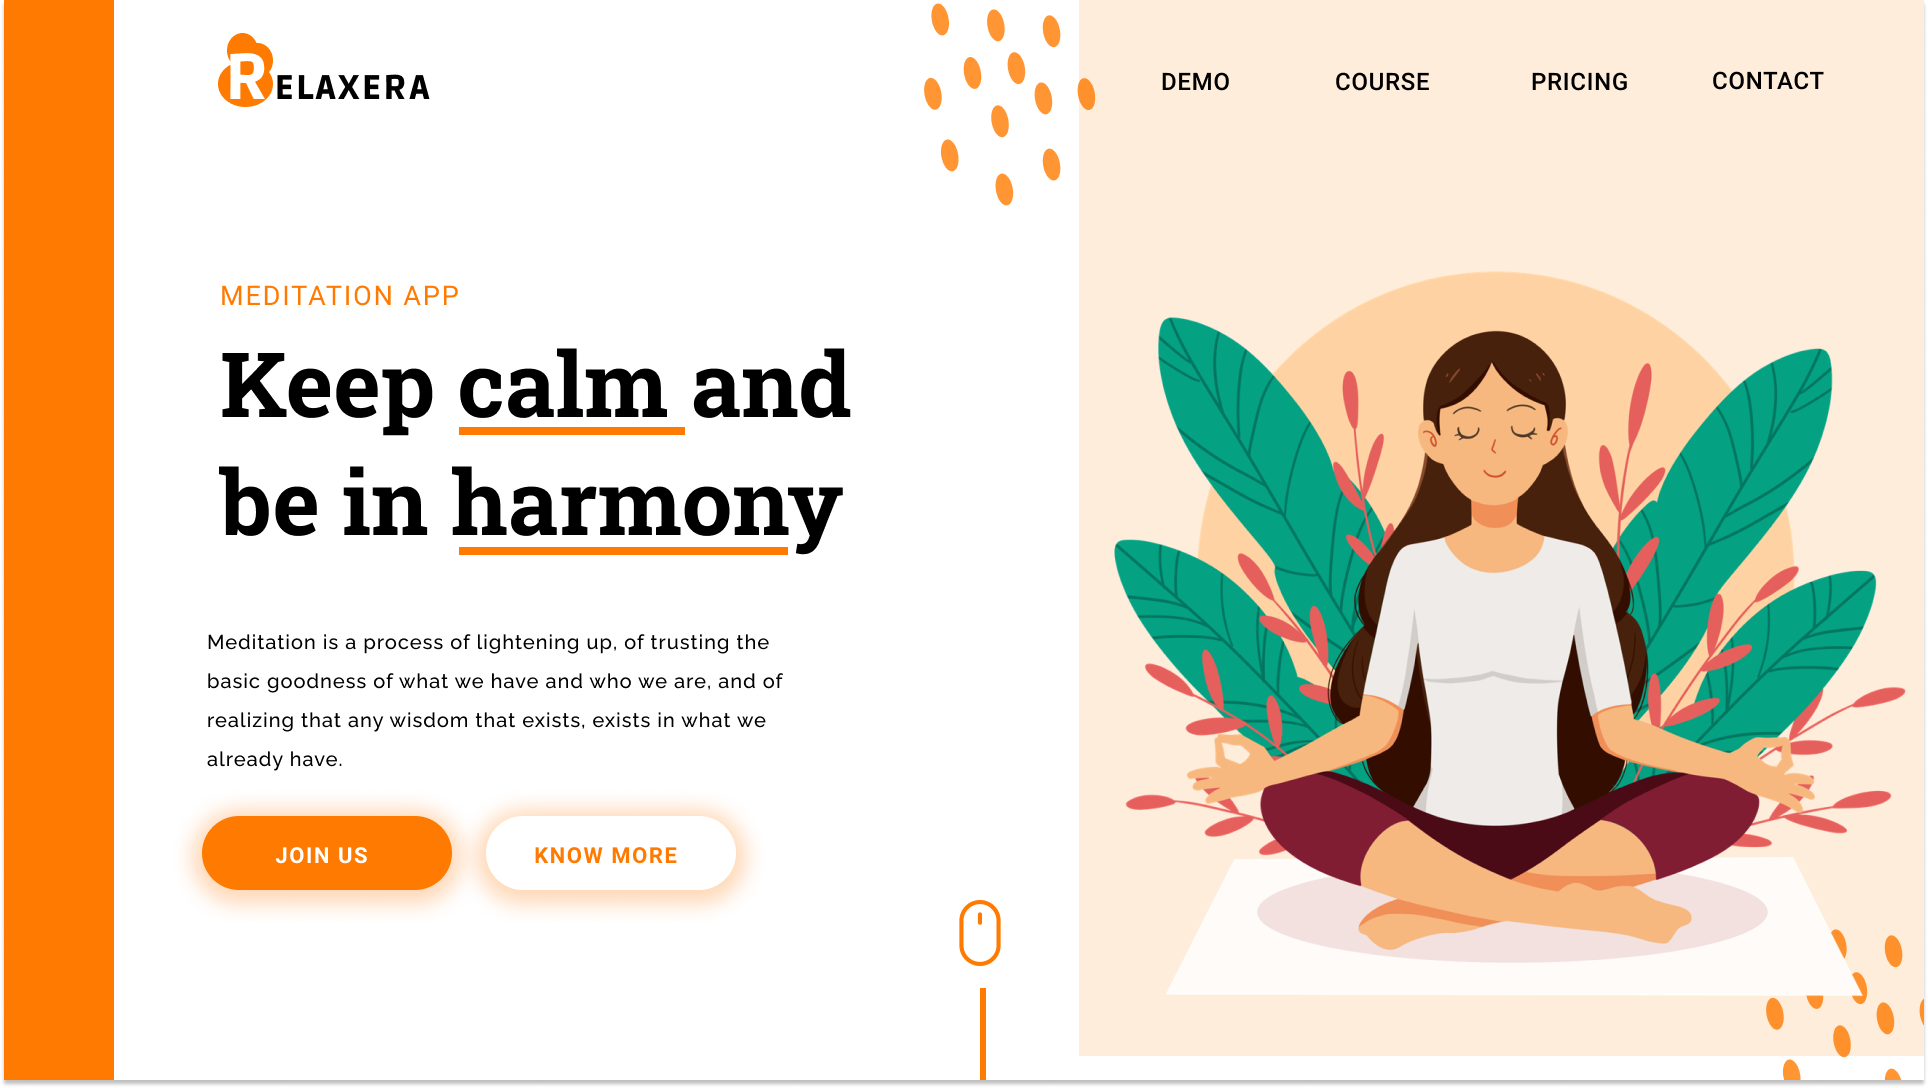 RELAXERA
DEMO COURSE PRICING CONTACT
MEDITATION APP
Keep calm and
be in harmony
Meditation is a process of lightening up, of trusting the
basic goodness of what we have and who we are, and of
realizing that any wisdom that exists, exists in what we
already have.
JOIN US KNOW MORE